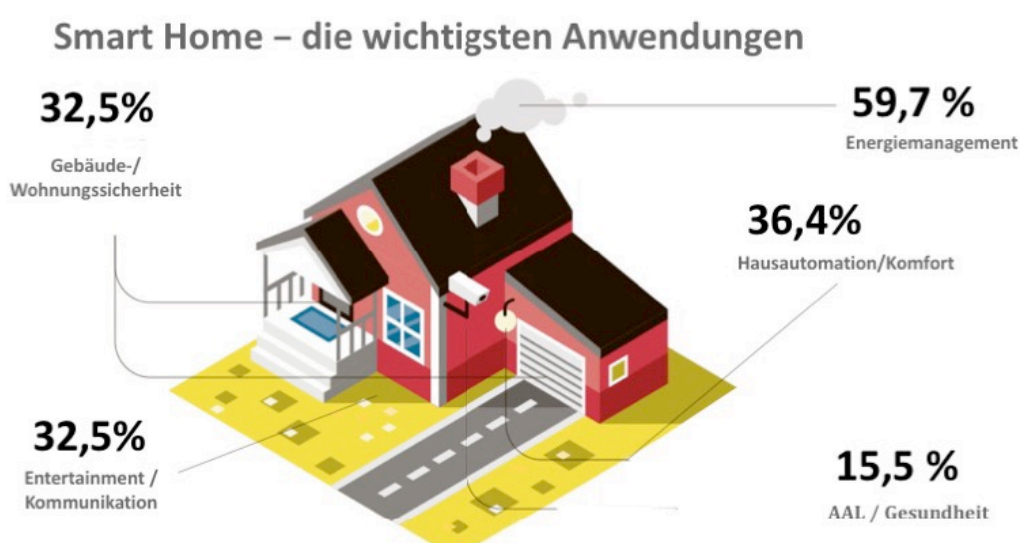 Smart Home – die wichtigsten Anwendungen
32,5%
Gebäude-/
Wohnungssicherheit
59,7 %
Energiemanagement
36,4%
Hausautomation/Komfort
32,5%
Entertainment /
Kommunikation
15,5 %
AAL / Gesundheit